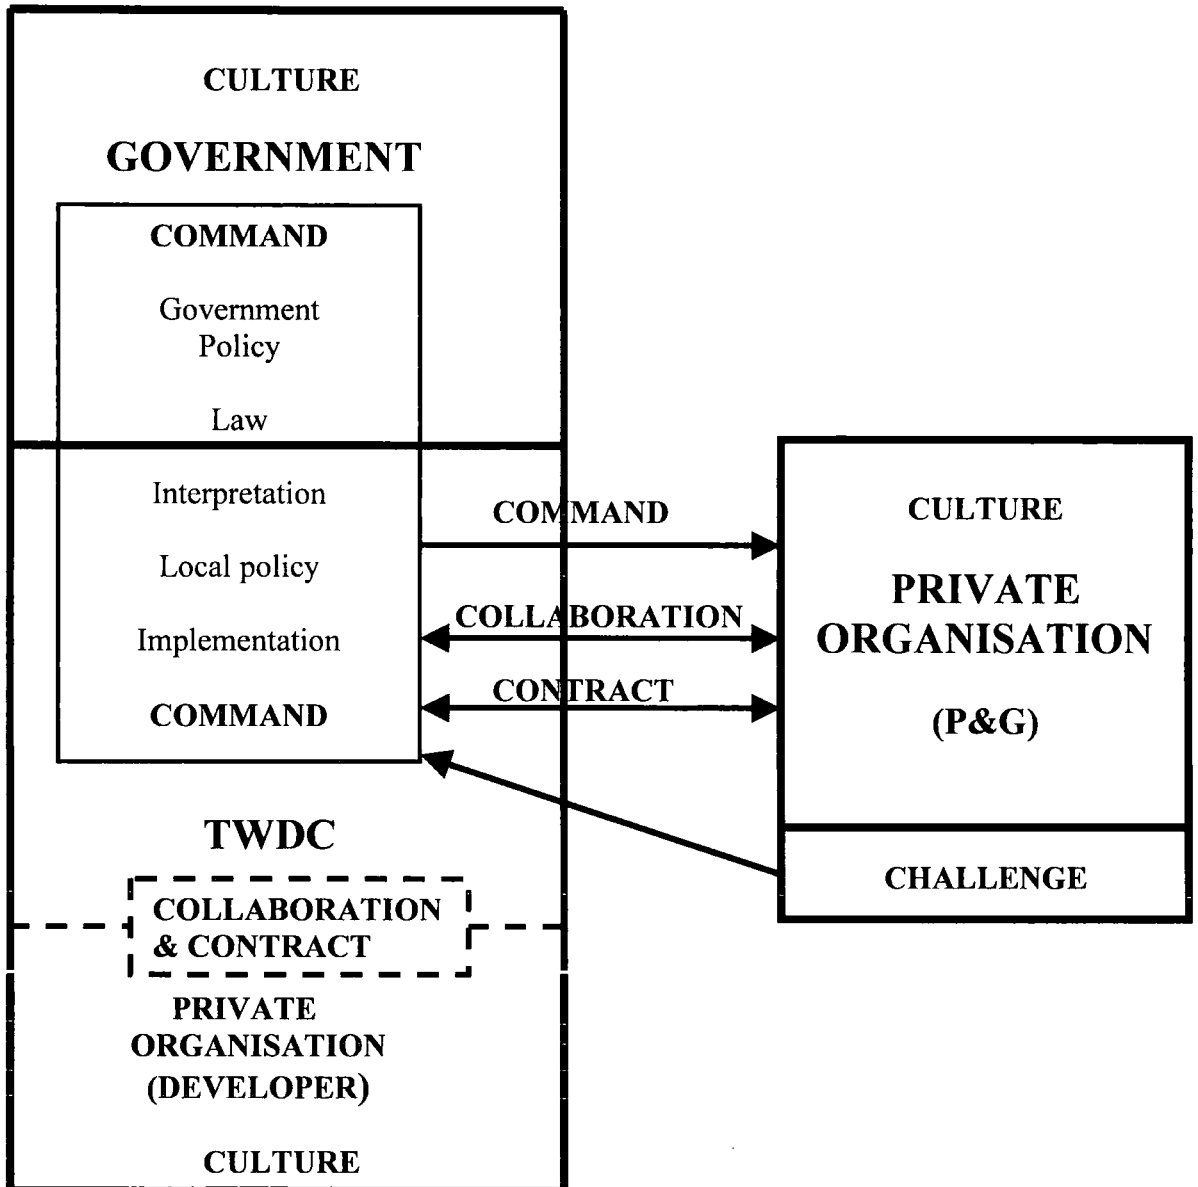 CULTURE
GOVERNMENT
COMMAND
Government
Policy
Law
Interpretation
Local policy
Implementation
COMMAND
TWDC
COLLABORATION
& CONTRACT
PRIVATE
ORGANISATION
(DEVELOPER)
CULTURE
COMMAND
COLLABORATION
CONTRACT
CULTURE
PRIVATE
ORGANISATION
(P&G)
CHALLENGE